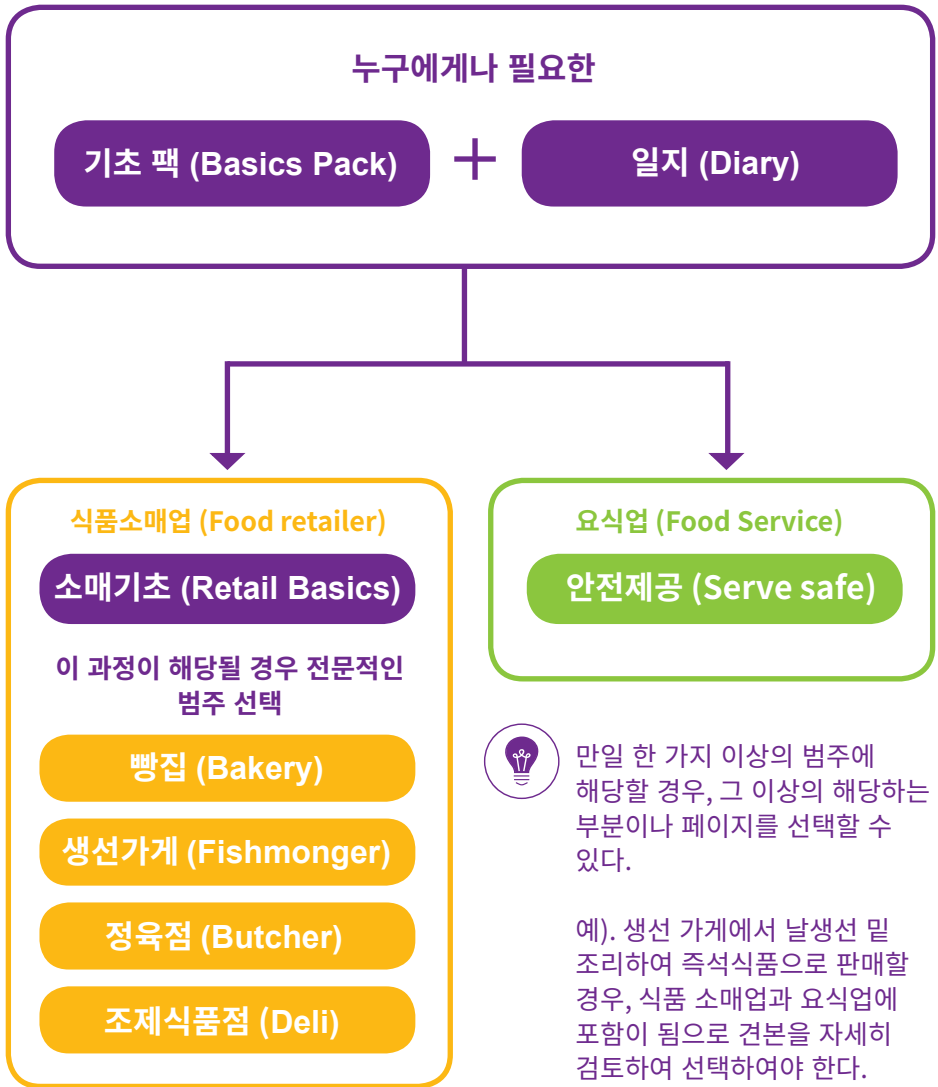 누구에게나 필요한
기초 팩 (Basics Pack)
일지 (Diary)
식품소매업 (Food retailer)
소매기초 (Retail Basics)
이 과정이 해당될 경우 전문적인
범주 선택
빵집 (Bakery)
생선가게 (Fishmonger)
정육점 (Butcher)
조제식품점 (Deli)
요식업 (Food Service)
안전제공 (Serve safe)
만일 한 가지 이상의 범주에
해당할 경우, 그 이상의 해당하는
부분이나 페이지를 선택할 수
있다.
예). 생선 가게에서 날생선 밑
조리하여 즉석식품으로 판매할
경우, 식품 소매업과 요식업에
포함이 됨으로 견본을 자세히
검토하여 선택하여야 한다.